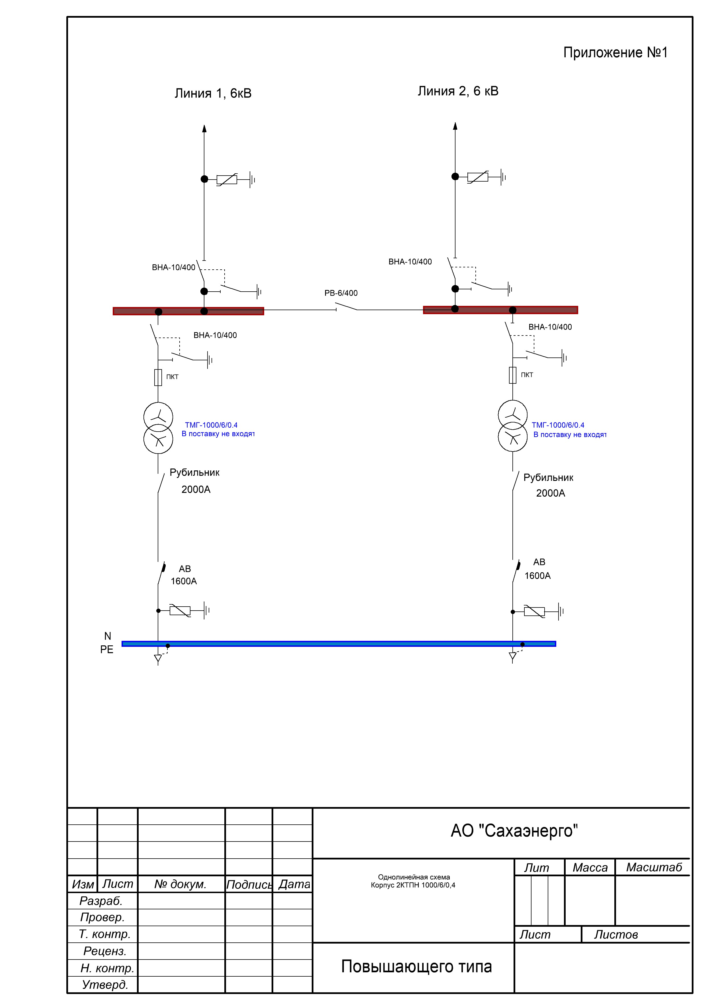 Приложение №1
Линия 1, 6кВ
Линия 2, 6 кВ
ВНА-10/400
ВНА-10/400
РВ-6/400
ВНА-10/400
ВНА-10/400
ПКТ
ПКТ
ТМГ-1000/6/0.4
В поставку не входят
ТМГ-1000/6/0.4
В поставку не входят
Рубильник
2000А
Рубильник
2000А
АВ
1600А
АВ
1600А
N
PE
АО "Сахаэнерго"
Однолинейная схема
Корпус 2КТПН 1000/6/0,4
Лит Масса Масштаб
Изм Лист № докум. Подпись Дата
Разраб.
Провер.
Т. контр.
Лист Листов
Реценз.
Н. контр.
Повышающего типа
Утверд.